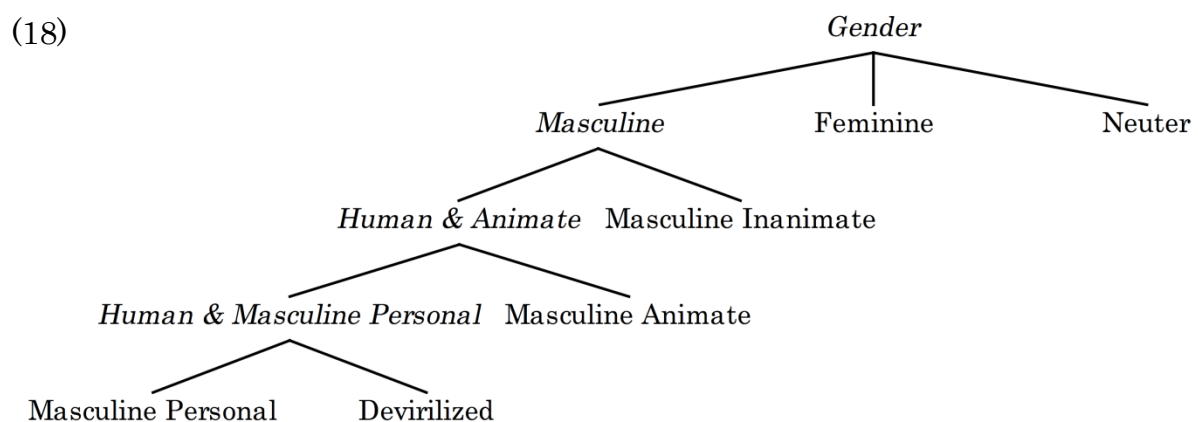 (18) Gender
Masculine Feminine Neuter
Human & Animate Masculine Inanimate
Human & Masculine Personal Masculine Animate
Masculine Personal Devirilized